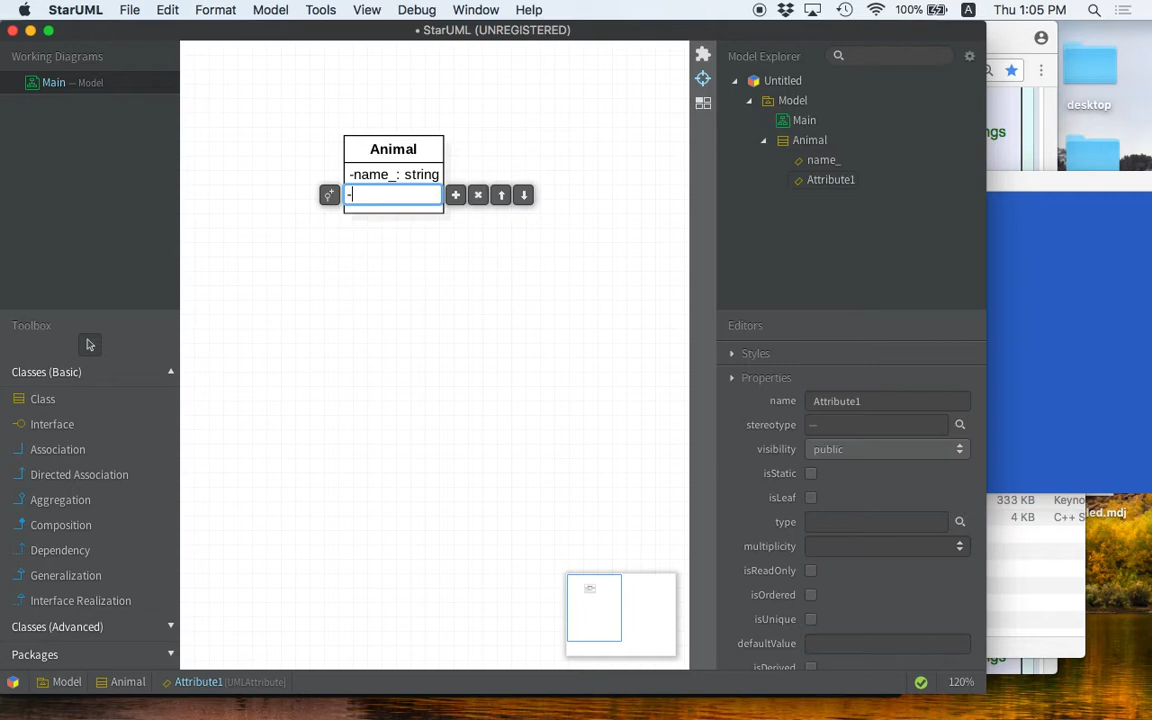 StarUML File Edit Format Model Tools View Debug Window Help 100% A Thu 1:05 PM
• StarUML (UNREGISTERED)
Working Diagrams
Main — Model
Toolbox
Classes (Basic)
Class
Interface
Association
Directed Association
Aggregation
Composition
Dependency
Generalization
Interface Realization
Classes (Advanced)
Packages
Animal
-name_: string
-
Model Explorer
Untitled
Model
Main
Animal
name_
Attribute1
Editors
Styles
Properties
name Attribute1
stereotype —
visibility public
isStatic
isLeaf
type
multiplicity
isReadOnly
isOrdered
isUnique
defaultValue
isDerived
Model Animal Attribute1 (UMLAttribute) 120%
desktop
ngs
333 KB Keyno
4 KB C++ S
led.mdj